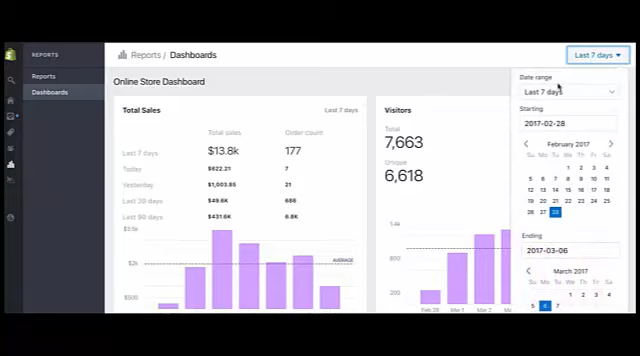 REPORTS
Reports
Dashboards
Reports / Dashboards
Last 7 days
Online Store Dashboard
Total Sales
Last 7 days
Total sales
Order count
Last 7 days
$13.8k
177
Today
$622.21
7
Yesterday
$1,003.85
21
Last 30 days
$49.6k
686
Last 90 days
$431.6k
6.8k
$3.5k
$2k
$500
AVERAGE
Visitors
Total
7,663
Unique
6,618
1.4k
800
200
Feb 28
Mar 1
Mar 2
Date range
Last 7 days
Starting
2017-02-28
February 2017
Su Mo Tu We Th Fr Sa
1 2 3 4
5 6 7 8 9 10 11
12 13 14 15 16 17 18
19 20 21 22 23 24 25
26 27 28
Ending
2017-03-06
March 2017
Su Mo Tu We Th Fr Sa
1 2 3 4
5 6 7